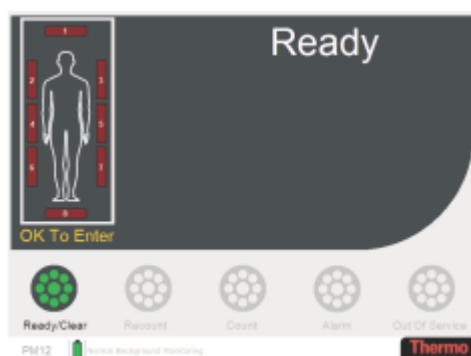 Ready
1
2 3
4 5
6 7
8
OK To Enter
Ready/Clear Recount Count Alarm Out Of Service
PM12 Normal Background Monitoring Thermo